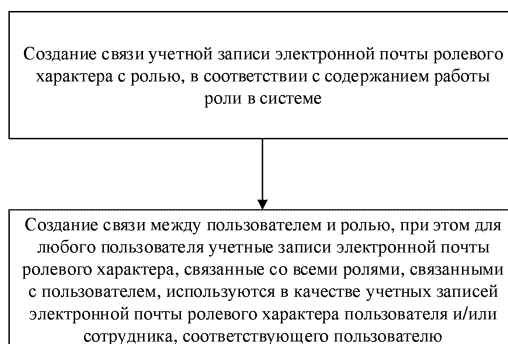 Создание связи учетной записи электронной почты ролевого
характера с ролью, в соответствии с содержанием работы
роли в системе
Создание связи между пользователем и ролью, при этом для
любого пользователя учетные записи электронной почты
ролевого характера, связанные со всеми ролями, связанными
с пользователем, используются в качестве учетных записей
электронной почты ролевого характера пользователя и/или
сотрудника, соответствующего пользователю